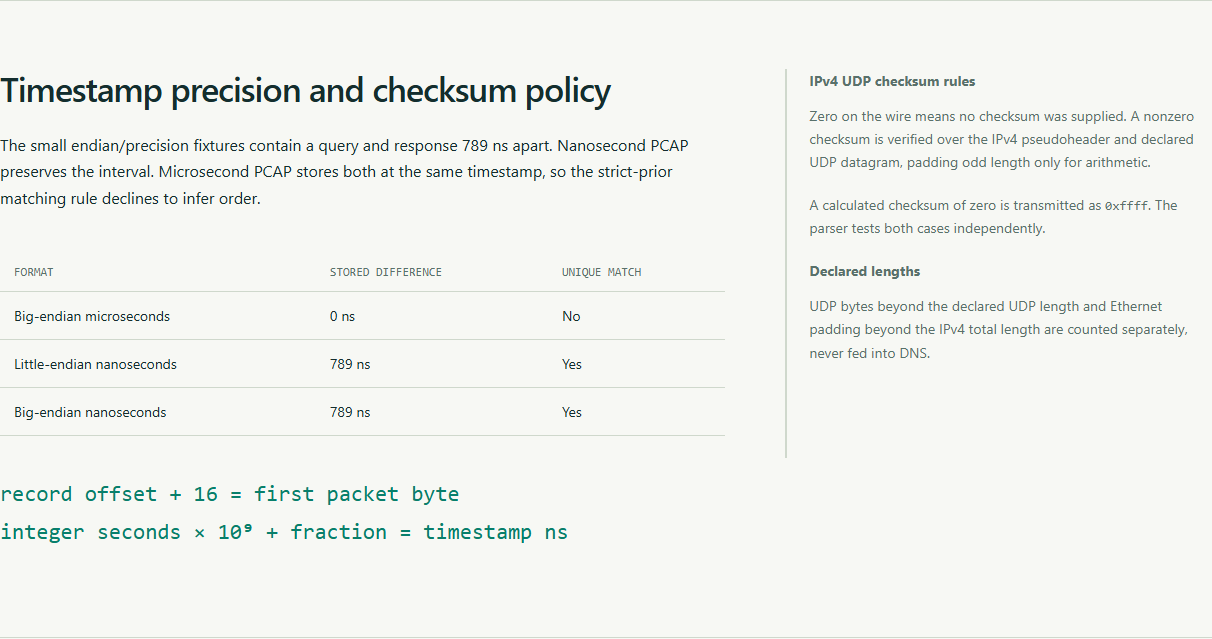 Timestamp precision and checksum policy
The small endian/precision fixtures contain a query and response 789 ns apart. Nanosecond PCAP
preserves the interval. Microsecond PCAP stores both at the same timestamp, so the strict-prior
matching rule declines to infer order.
FORMAT STORED DIFFERENCE UNIQUE MATCH
Big-endian microseconds 0 ns No
Little-endian nanoseconds 789 ns Yes
Big-endian nanoseconds 789 ns Yes
record offset + 16 = first packet byte
integer seconds × 10⁹ + fraction = timestamp ns
IPv4 UDP checksum rules
Zero on the wire means no checksum was supplied. A nonzero
checksum is verified over the IPv4 pseudoheader and declared
UDP datagram, padding odd length only for arithmetic.
A calculated checksum of zero is transmitted as 0xffff. The
parser tests both cases independently.
Declared lengths
UDP bytes beyond the declared UDP length and Ethernet
padding beyond the IPv4 total length are counted separately,
never fed into DNS.